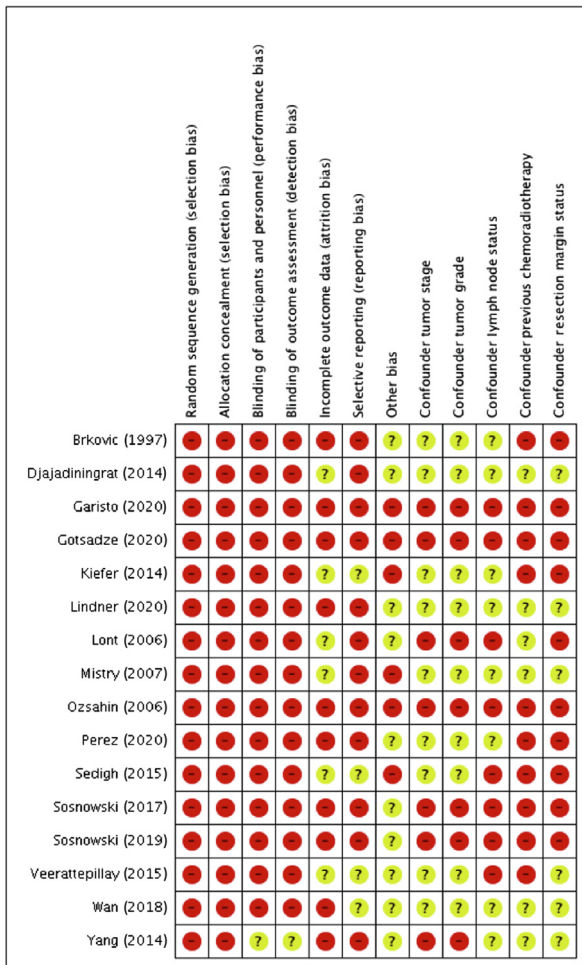 Random sequence generation (selection bias)
Allocation concealment (selection bias)
Blinding of participants and personnel (performance bias)
Blinding of outcome assessment (detection bias)
Incomplete outcome data (attrition bias)
Selective reporting (reporting bias)
Other bias
Confounder tumor stage
Confounder tumor grade
Confounder lymph node status
Confounder previous chemoradiotherapy
Confounder resection margin status
Brkovic (1997) - - - - - - ? ? ? ? - -
Djajadiningrat (2014) - - - - ? - ? ? ? ? ? ?
Garisto (2020) - - - - - - - - - - - -
Gotsadze (2020) - - - - - - - - - - - -
Kiefer (2014) - - - - ? ? - ? ? ? - -
Lindner (2020) - - - - - - ? ? ? ? ? ?
Lont (2006) - - - - ? - ? - - - ? -
Mistry (2007) - - - - ? - - ? ? ? ? ?
Ozsahin (2006) - - - - - - - - - - - -
Perez (2020) - - - - - - ? ? ? ? - -
Sedigh (2015) - - - - ? ? - ? ? - - -
Sosnowski (2017) - - - - - - ? - - - - -
Sosnowski (2019) - - - - - - ? - - - - -
Veerattepillay (2015) - - - - ? ? ? ? ? - - ?
Wan (2018) - - - - - ? ? ? ? ? ? ?
Yang (2014) - - ? ? - - ? - - ? ? ?